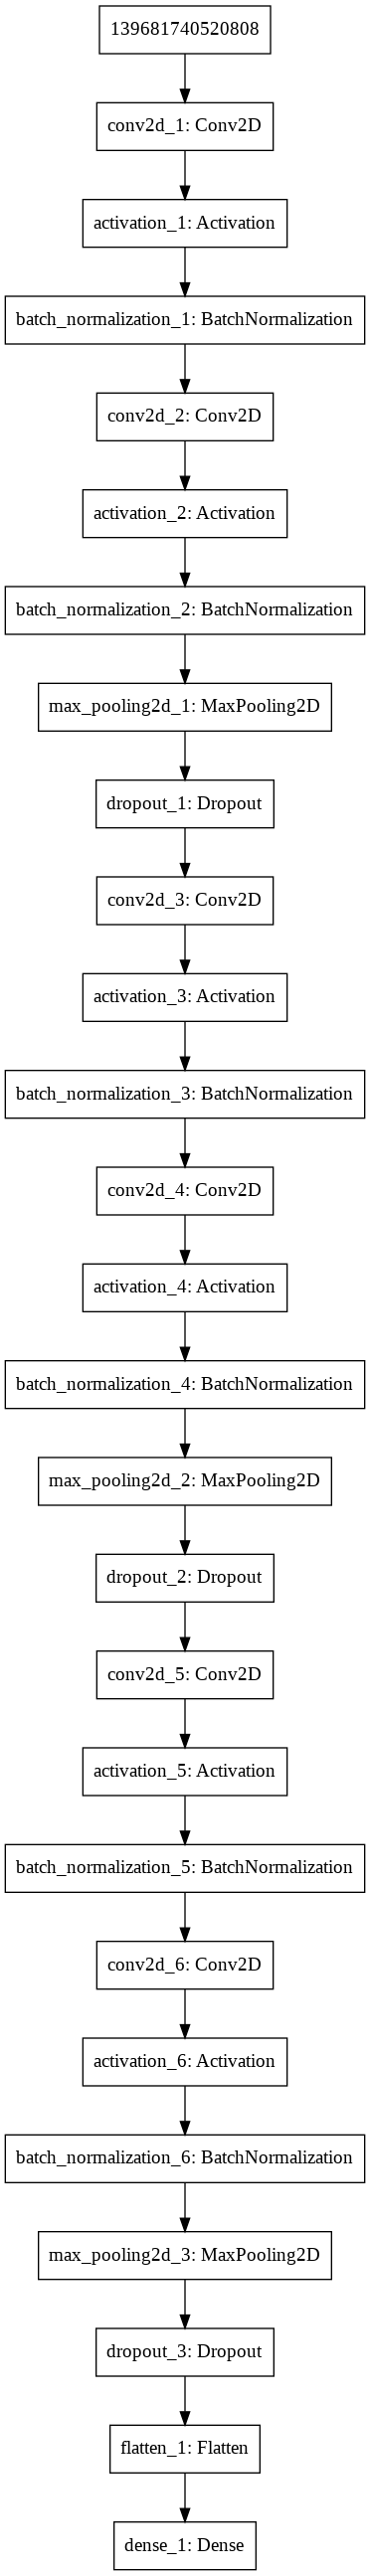 139681740520808
conv2d_1: Conv2D
activation_1: Activation
batch_normalization_1: BatchNormalization
conv2d_2: Conv2D
activation_2: Activation
batch_normalization_2: BatchNormalization
max_pooling2d_1: MaxPooling2D
dropout_1: Dropout
conv2d_3: Conv2D
activation_3: Activation
batch_normalization_3: BatchNormalization
conv2d_4: Conv2D
activation_4: Activation
batch_normalization_4: BatchNormalization
max_pooling2d_2: MaxPooling2D
dropout_2: Dropout
conv2d_5: Conv2D
activation_5: Activation
batch_normalization_5: BatchNormalization
conv2d_6: Conv2D
activation_6: Activation
batch_normalization_6: BatchNormalization
max_pooling2d_3: MaxPooling2D
dropout_3: Dropout
flatten_1: Flatten
dense_1: Dense